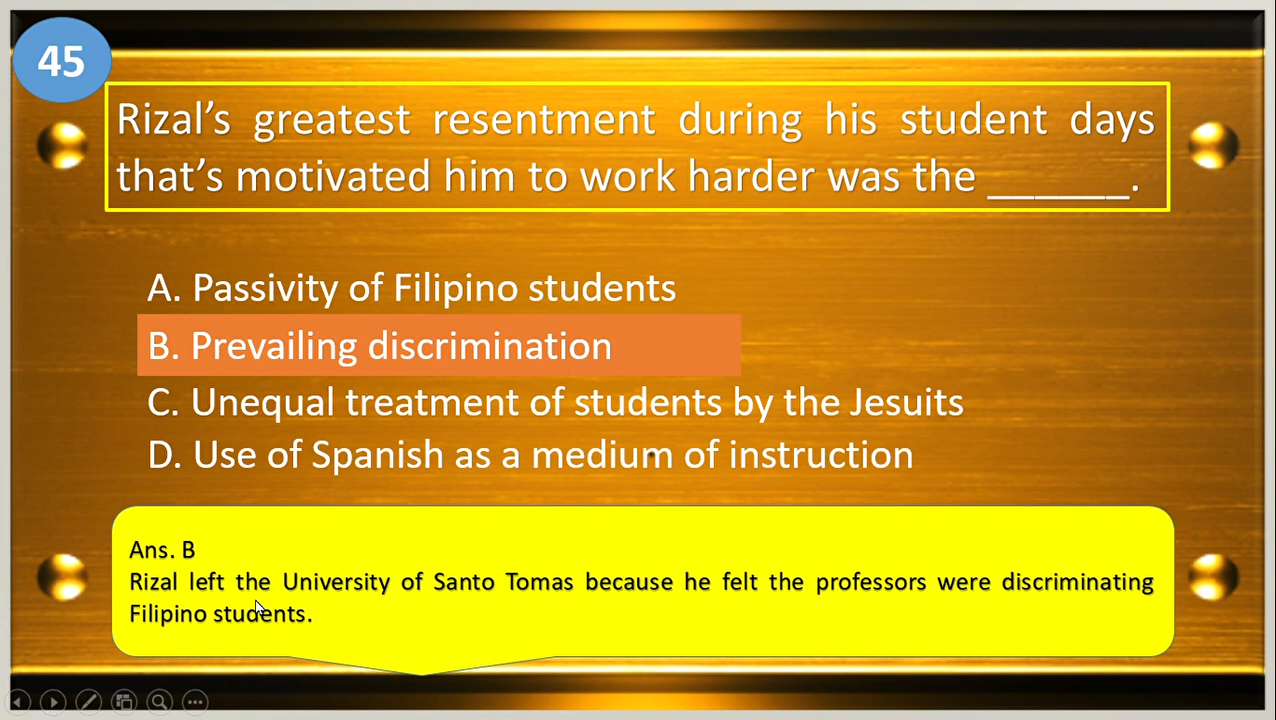 45
Rizal’s greatest resentment during his student days
that’s motivated him to work harder was the ______.
A. Passivity of Filipino students
B. Prevailing discrimination
C. Unequal treatment of students by the Jesuits
D. Use of Spanish as a medium of instruction
Ans. B
Rizal left the University of Santo Tomas because he felt the professors were discriminating
Filipino students.